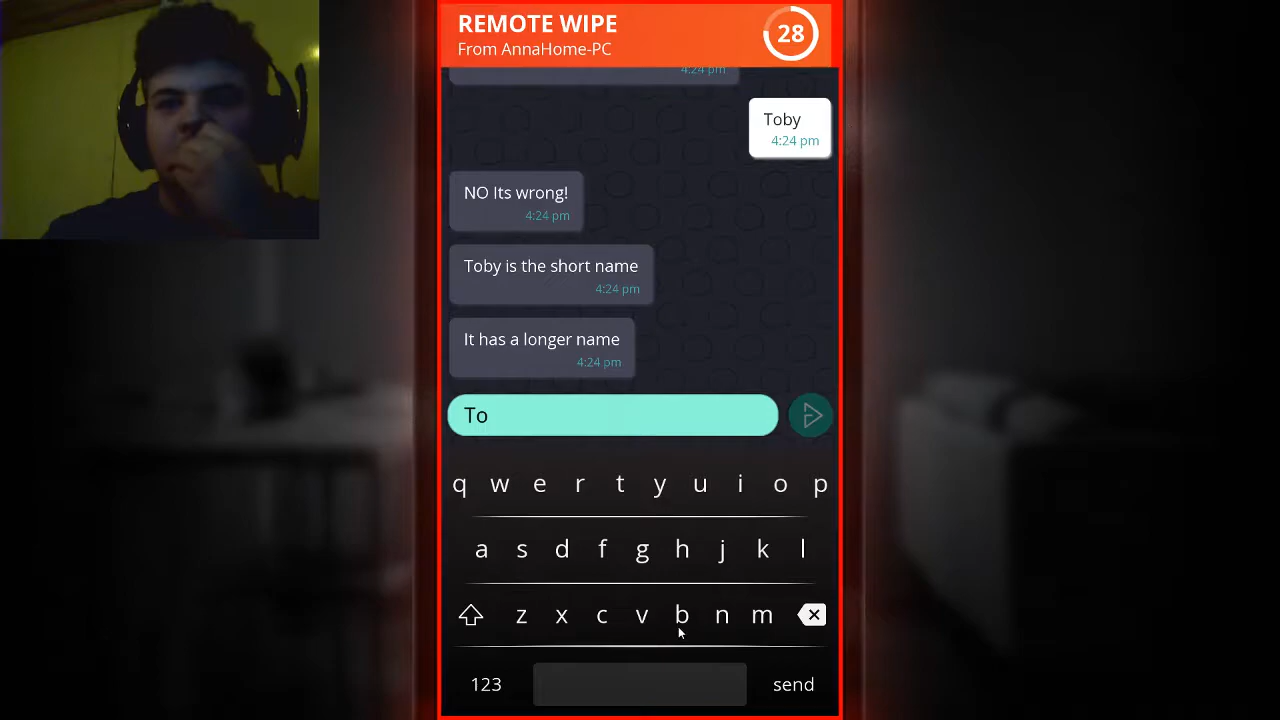 REMOTE WIPE
From AnnaHome-PC
28
4:24 pm
Toby
4:24 pm
NO Its wrong!
4:24 pm
Toby is the short name
4:24 pm
It has a longer name
4:24 pm
To
q w e r t y u i o p
a s d f g h j k l
z x c v b n m
123
send